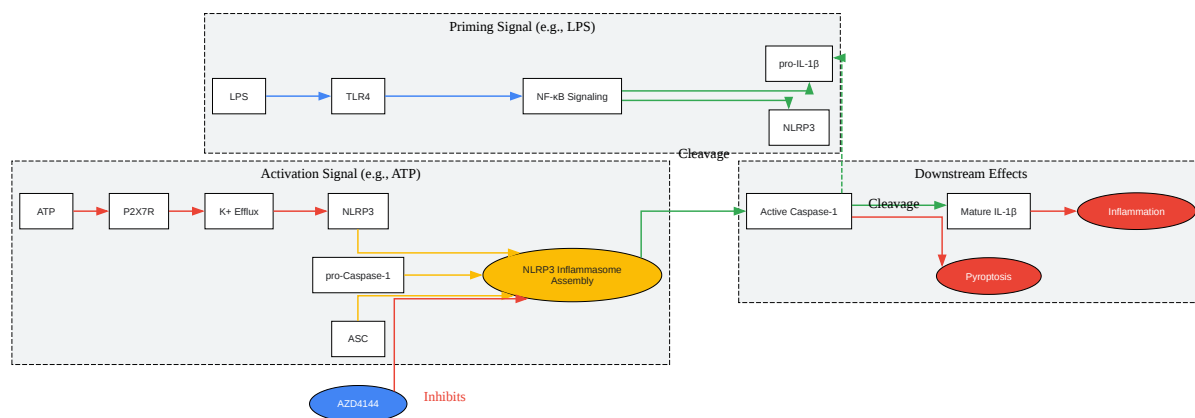 Priming Signal (e.g., LPS)
pro-IL-1β
LPS
TLR4
NF-κB Signaling
NLRP3
Cleavage
Activation Signal (e.g., ATP)
Downstream Effects
ATP
P2X7R
K+ Efflux
NLRP3
Active Caspase-1
Cleavage
Mature IL-1β
Inflammation
pro-Caspase-1
NLRP3 Inflammasome
Assembly
Pyroptosis
ASC
AZD4144
Inhibits